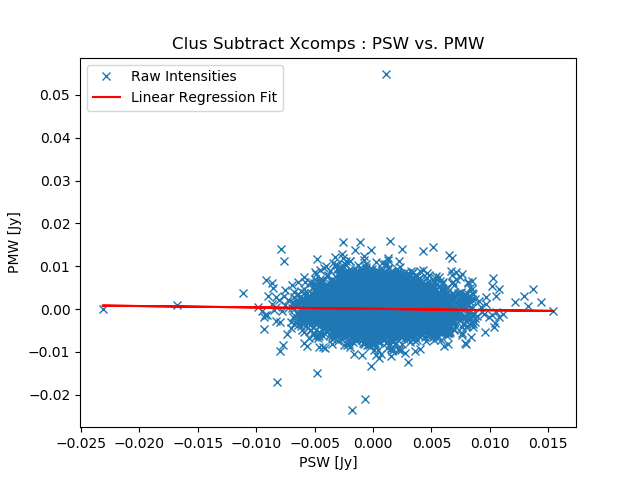 Clus Subtract Xcomps : PSW vs. PMW
Raw Intensities
Linear Regression Fit
PMW [Jy]
0.05
0.04
0.03
0.02
0.01
0.00
−0.01
−0.02
−0.025 −0.020 −0.015 −0.010 −0.005 0.000 0.005 0.010 0.015
PSW [Jy]